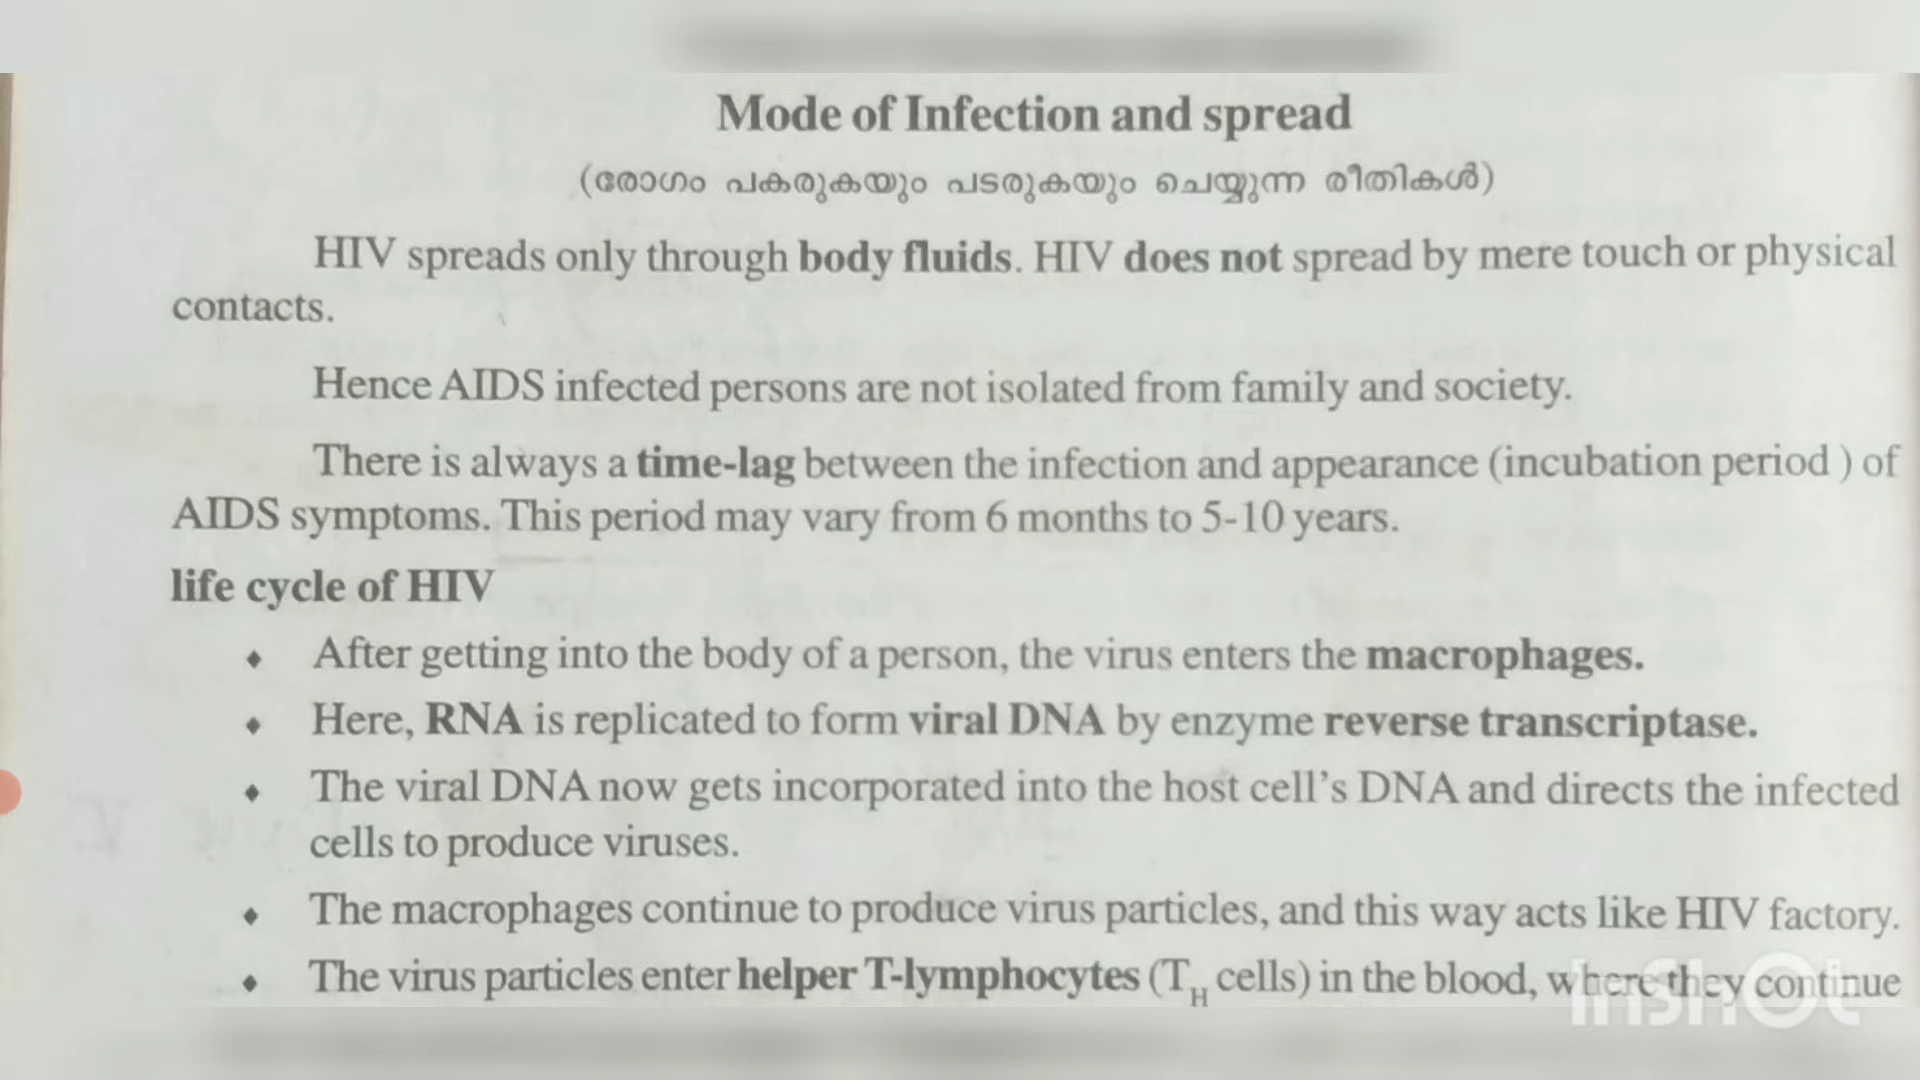 Mode of Infection and spread
(രോഗം പകരുകയും പടരുകയും ചെയ്യുന്ന രീതികൾ)
HIV spreads only through body fluids. HIV does not spread by mere touch or physical
contacts.
Hence AIDS infected persons are not isolated from family and society.
There is always a time-lag between the infection and appearance (incubation period ) of
AIDS symptoms. This period may vary from 6 months to 5-10 years.
life cycle of HIV
♦ After getting into the body of a person, the virus enters the macrophages.
♦ Here, RNA is replicated to form viral DNA by enzyme reverse transcriptase.
♦ The viral DNA now gets incorporated into the host cell's DNA and directs the infected
cells to produce viruses.
♦ The macrophages continue to produce virus particles, and this way acts like HIV factory.
♦ The virus particles enter helper T-lymphocytes (TH cells) in the blood, where they continue
InShOt